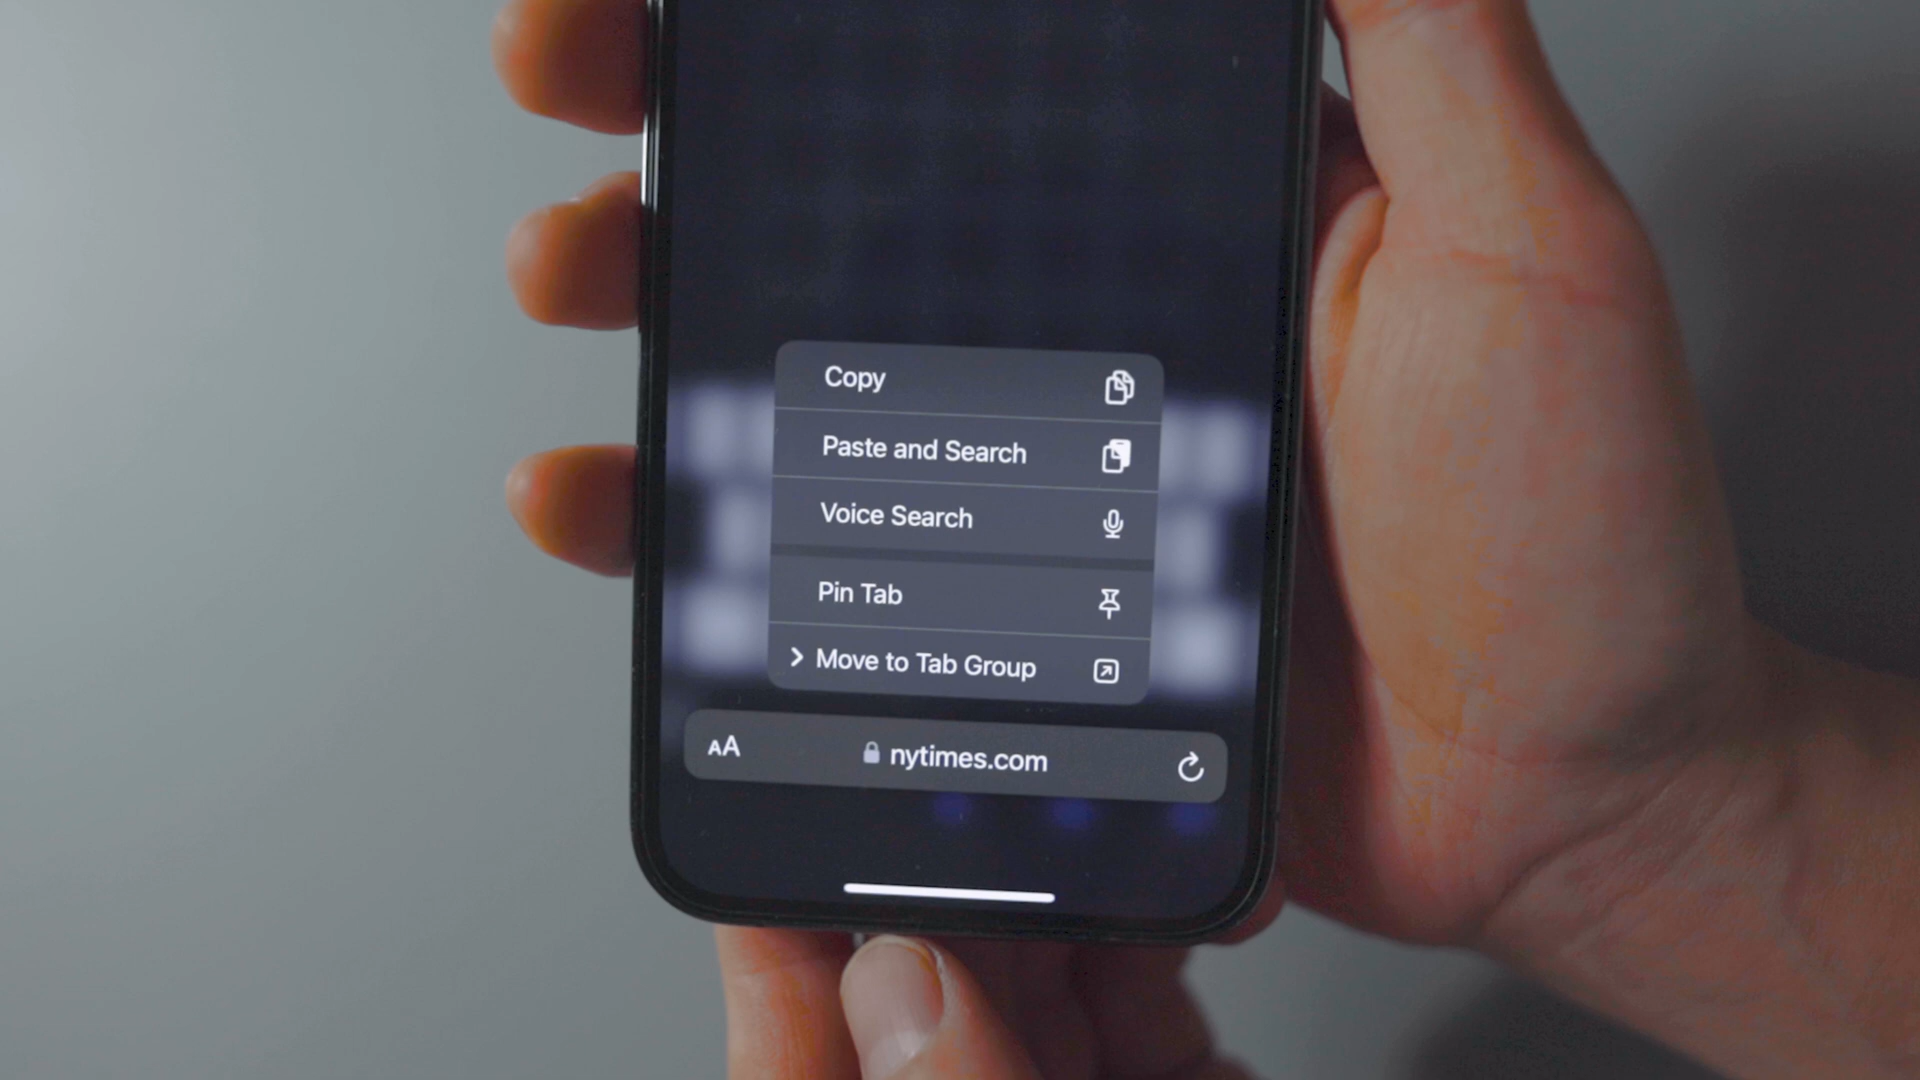 Copy
Paste and Search
Voice Search
Pin Tab
Move to Tab Group
AA
nytimes.com